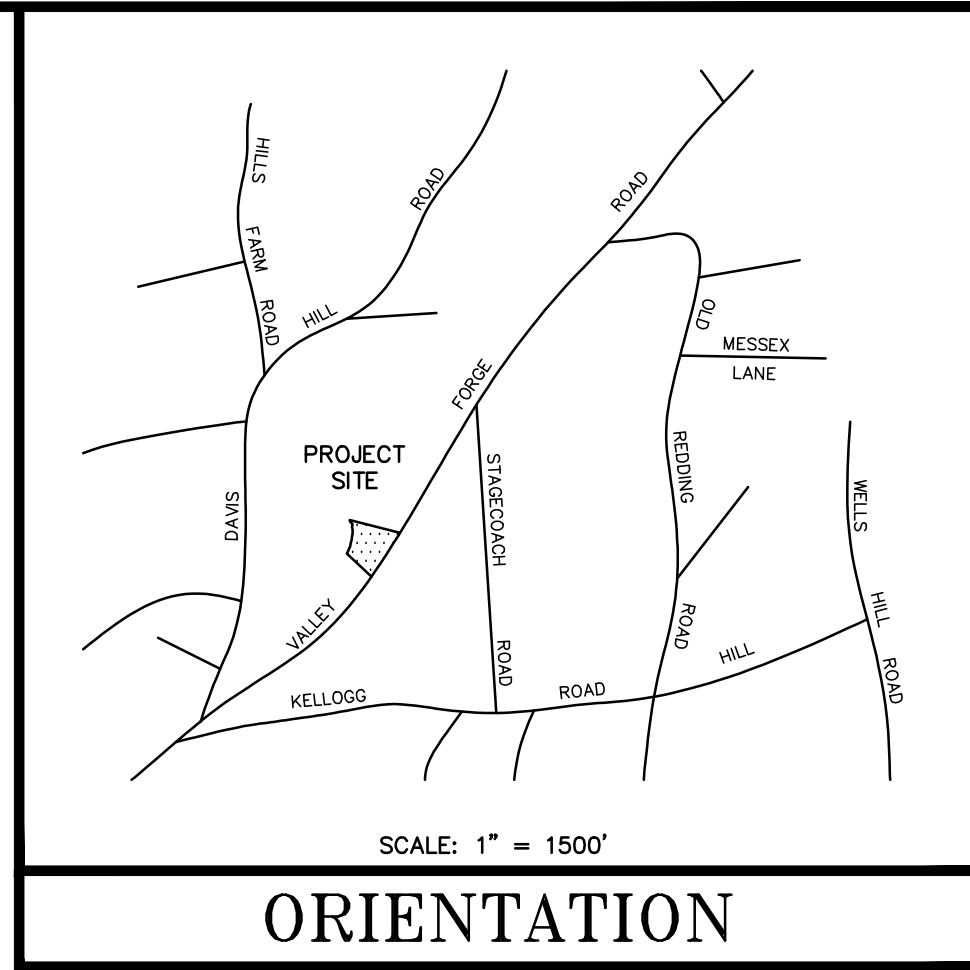 HILLS
FARM
ROAD
HILL
ROAD
ROAD
OLD
MESSEX
LANE
FORGE
PROJECT
SITE
DAVIS
STAGECOACH
REDDING
WELLS
VALLEY
ROAD
ROAD
HILL
HILL
ROAD
KELLOGG
ROAD
SCALE: 1" = 1500'
ORIENTATION